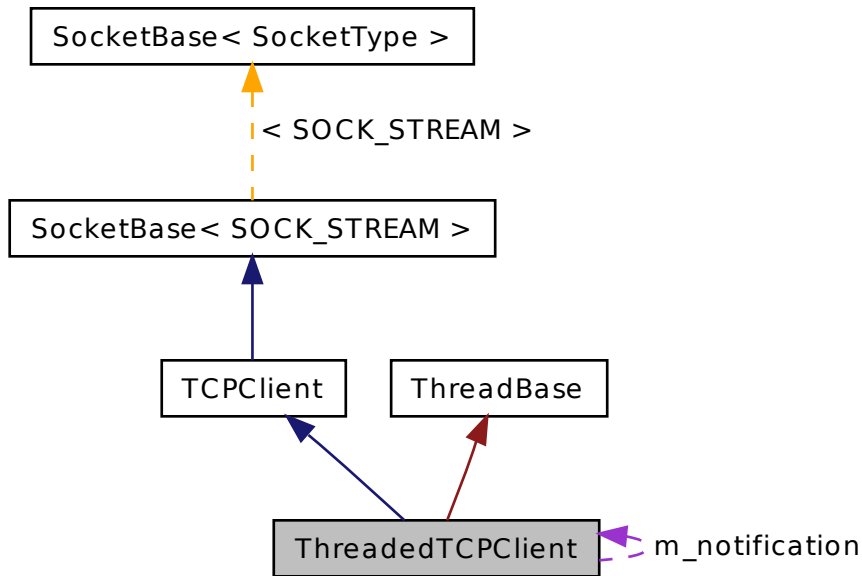 SocketBase< SocketType >
< SOCK_STREAM >
SocketBase< SOCK_STREAM >
TCPClient
ThreadBase
ThreadedTCPClient
m_notification